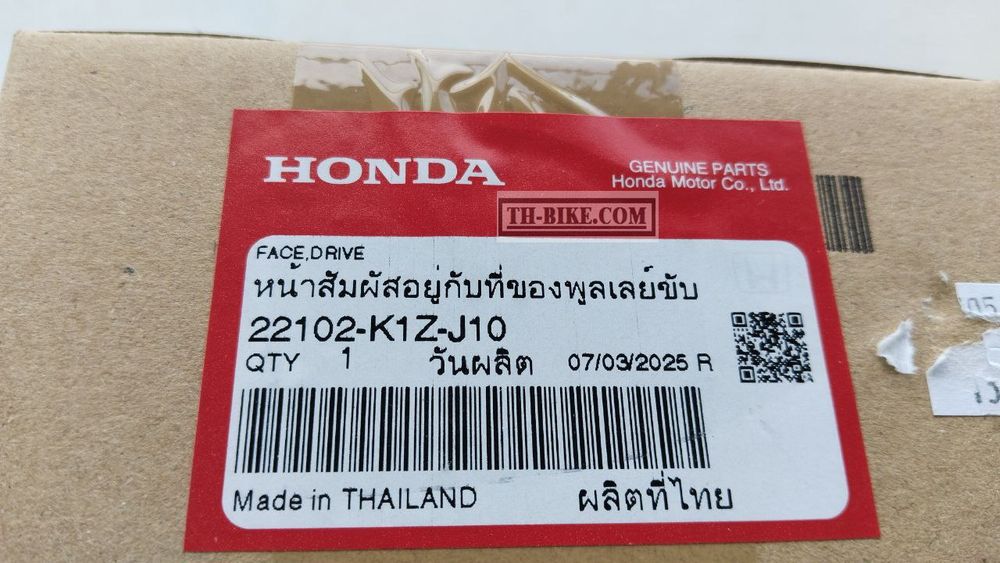 HONDA
GENUINE PARTS
Honda Motor Co., Ltd.
TH-BIKE.COM
FACE,DRIVE
หน้าสัมผัสอยู่กับที่ของพูลเลย์ขับ
22102-K1Z-J10
QTY 1 วันผลิต 07/03/2025 R
Made in THAILAND ผลิตที่ไทย